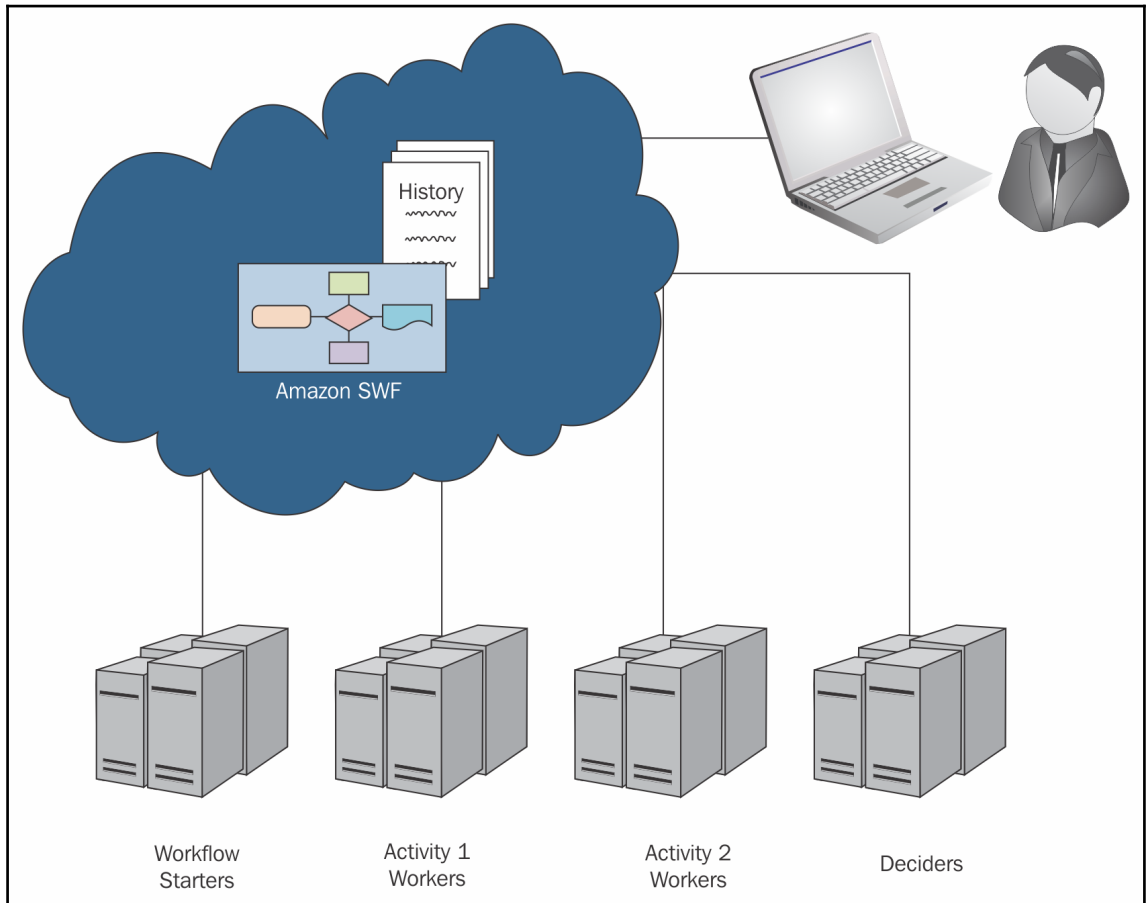 History
Amazon SWF
Workflow
Starters
Activity 1
Workers
Activity 2
Workers
Deciders